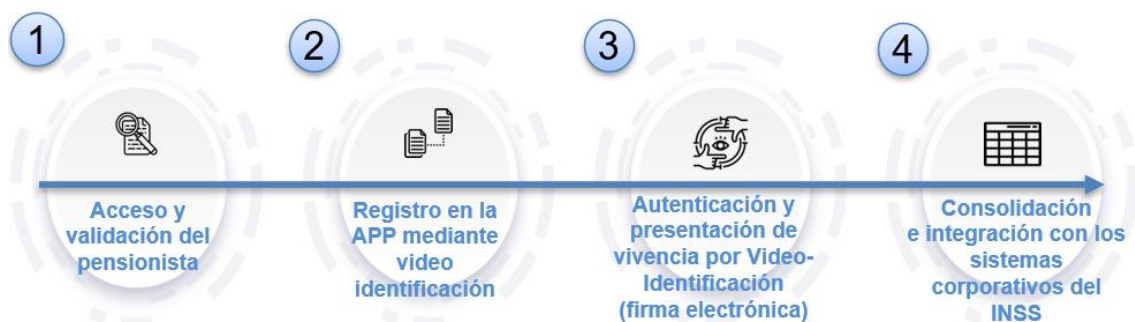 1
Acceso y
validación del
pensionista
2
Registro en la
APP mediante
video
identificación
3
Autenticación y
presentación de
vivencia por Video-
Identificación
(firma electrónica)
4
Consolidación
e integración con los
sistemas
corporativos del
INSS